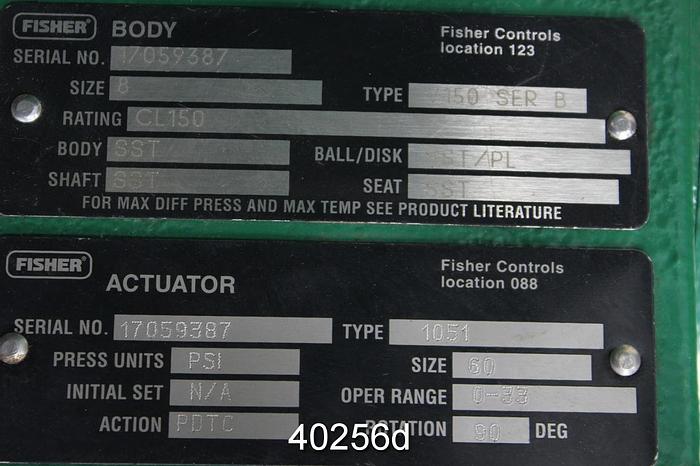 FISHER BODY
Fisher Controls
location 123
SERIAL NO. 17059387
SIZE 8
TYPE V150 SER B
RATING CL150
BODY SST
BALL/DISK SST/PL
SHAFT SST
SEAT SST
FOR MAX DIFF PRESS AND MAX TEMP SEE PRODUCT LITERATURE
FISHER
ACTUATOR
Fisher Controls
location 088
SERIAL NO. 17059387
TYPE 1051
PRESS UNITS PSI
SIZE 60
INITIAL SET N/A
OPER RANGE 0-33
ACTION PDTC
ROTATION 90 DEG
40256d